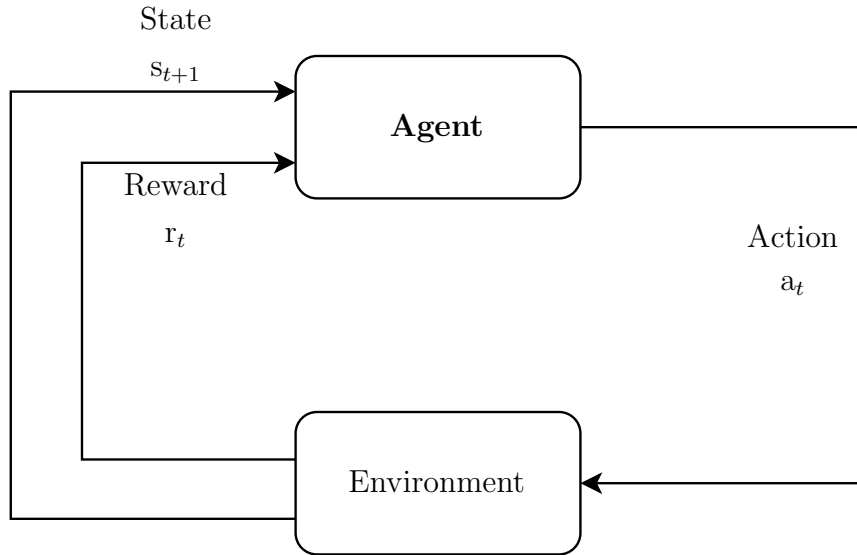 State
s_{t+1}
Agent
Reward
r_t
Action
a_t
Environment